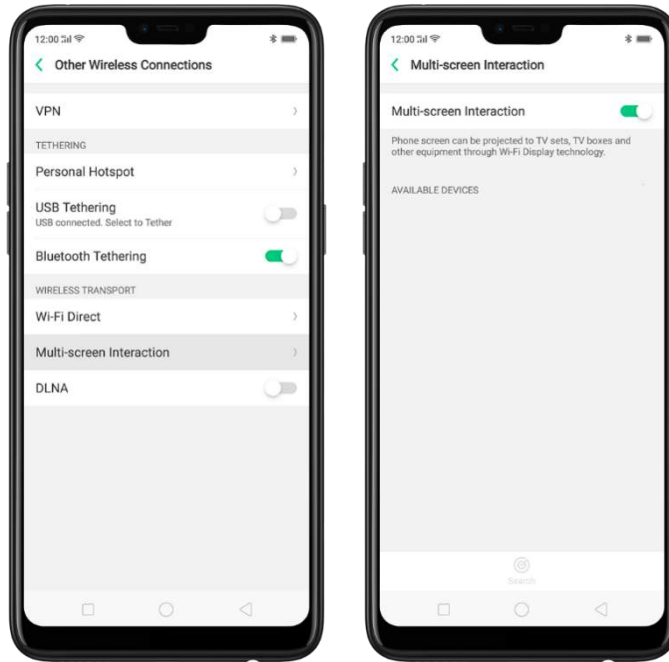 12:00
Other Wireless Connections
VPN
TETHERING
Personal Hotspot
USB Tethering
USB connected. Select to Tether
Bluetooth Tethering
WIRELESS TRANSPORT
Wi-Fi Direct
Multi-screen Interaction
DLNA
12:00
Multi-screen Interaction
Multi-screen Interaction
Phone screen can be projected to TV sets, TV boxes and
other equipment through Wi-Fi Display technology.
AVAILABLE DEVICES
Search